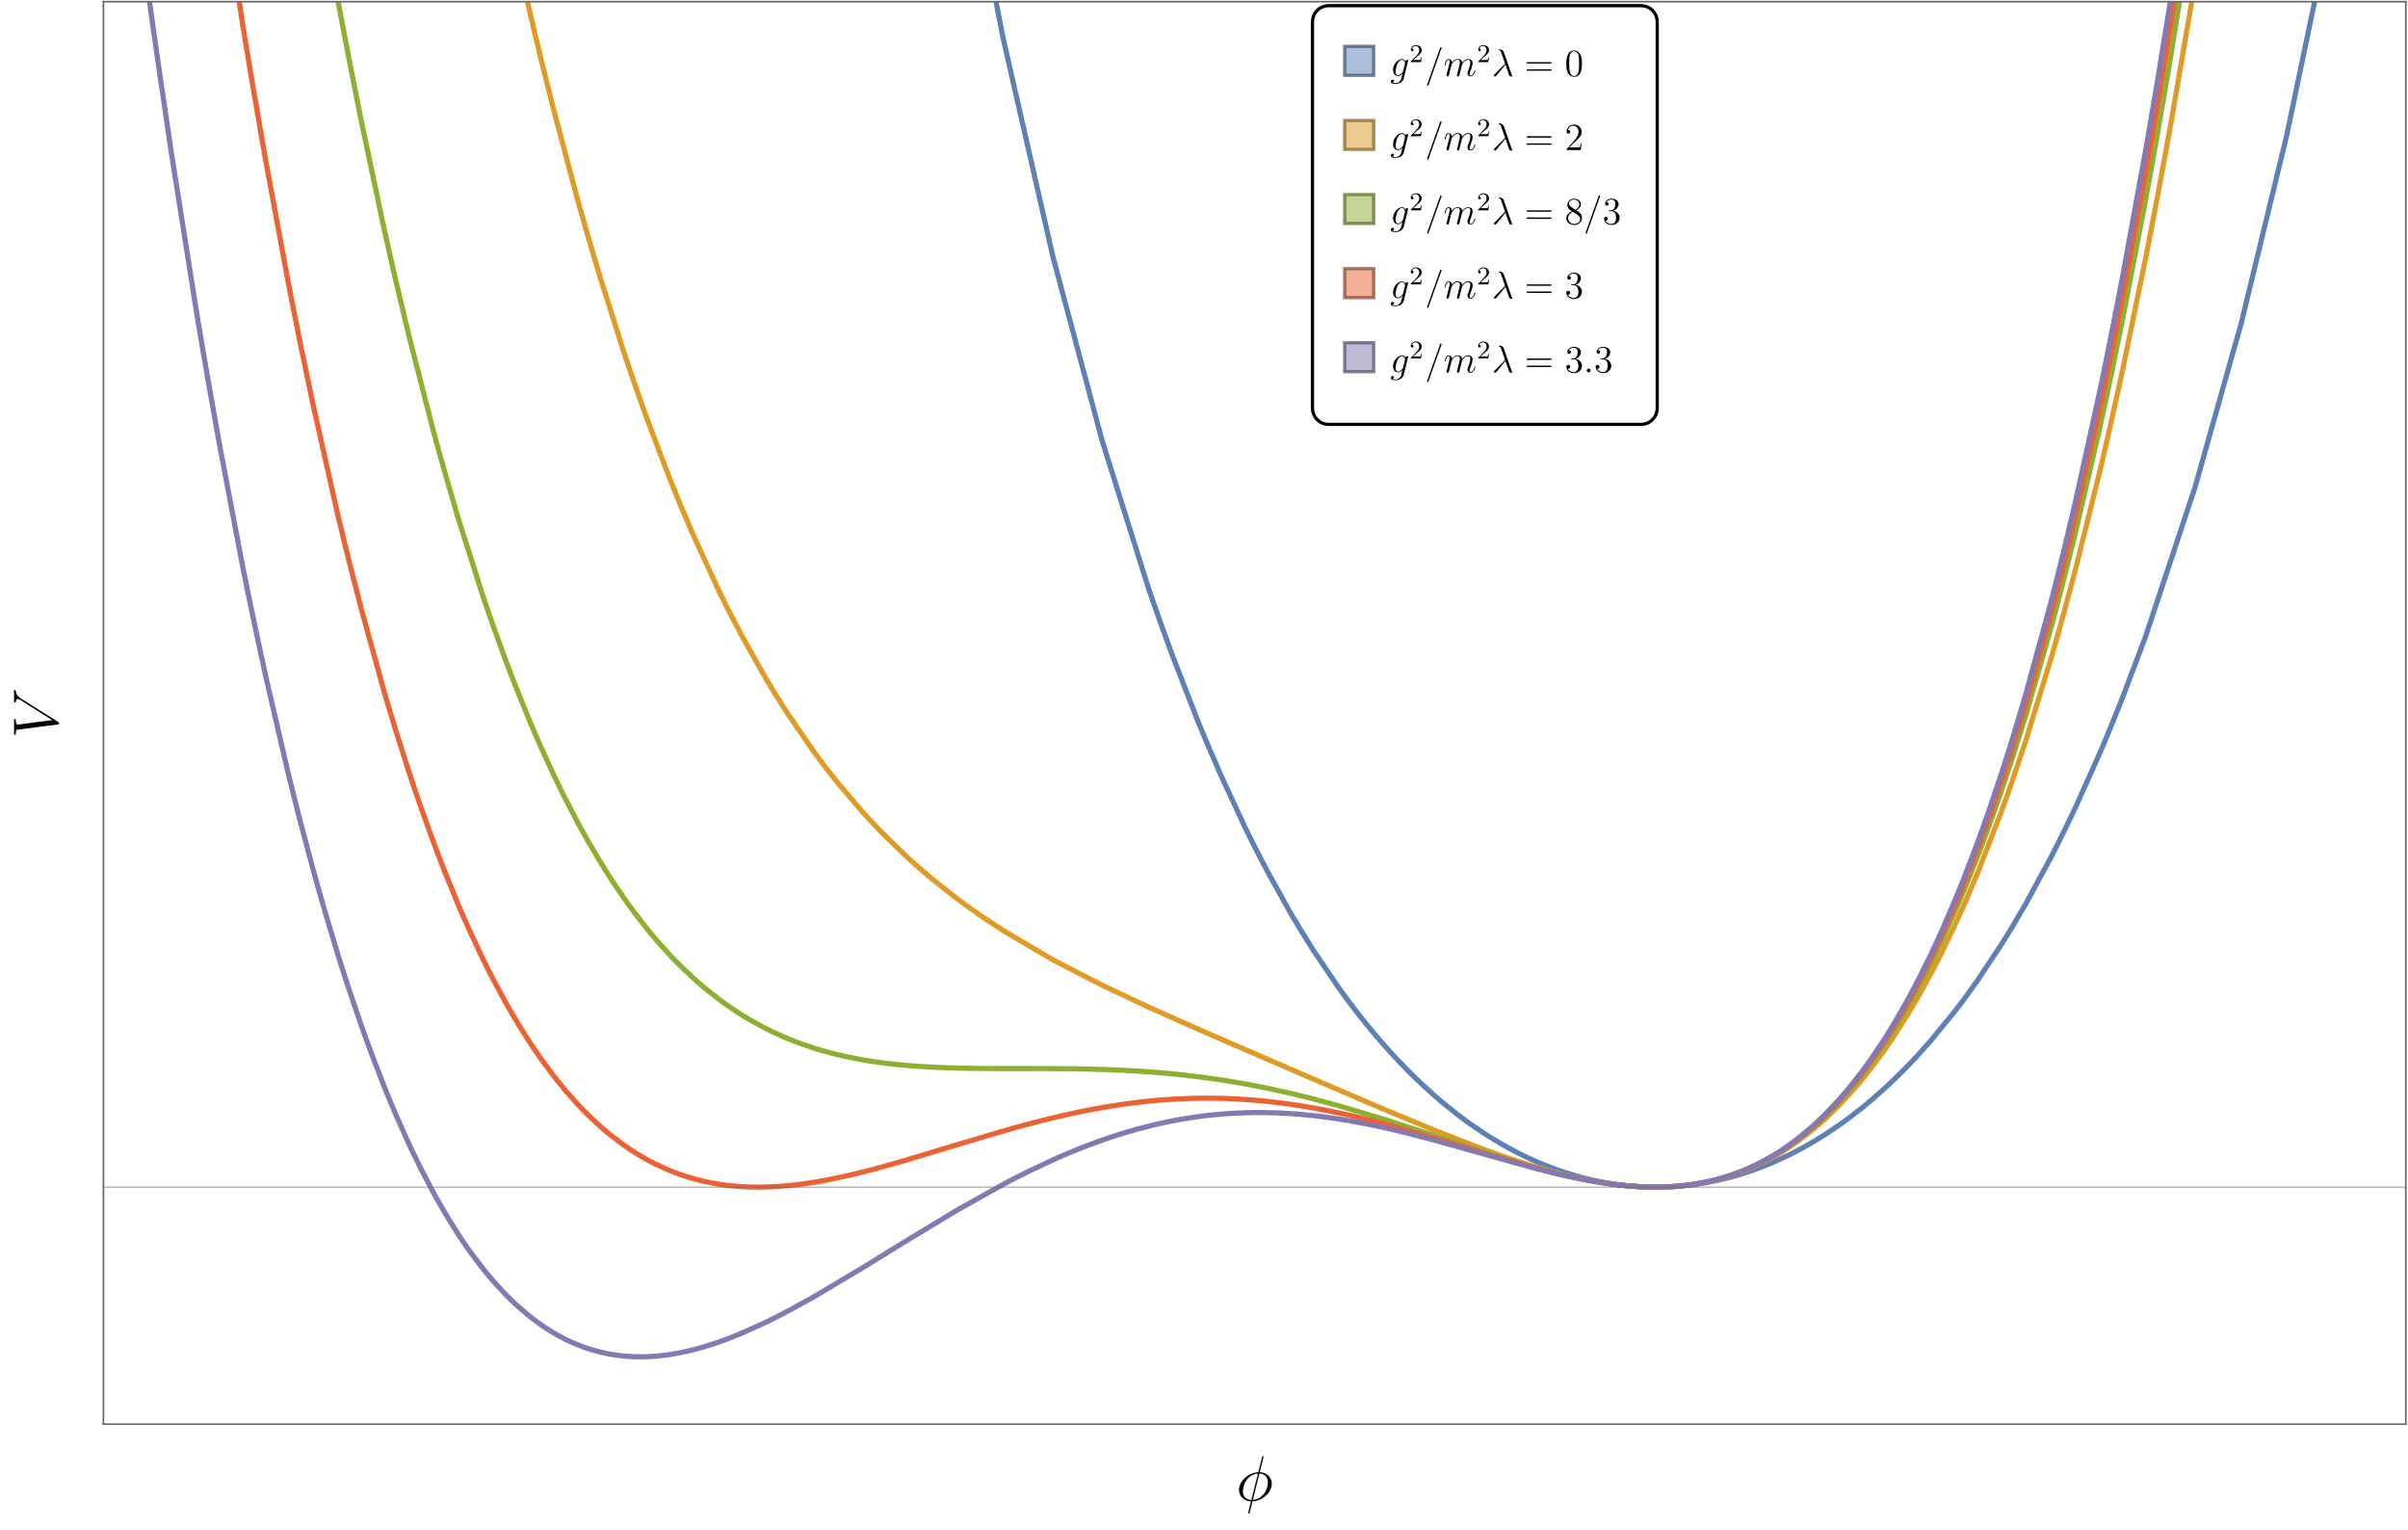 g²/m²λ = 0
g²/m²λ = 2
g²/m²λ = 8/3
g²/m²λ = 3
g²/m²λ = 3.3
V
ϕ